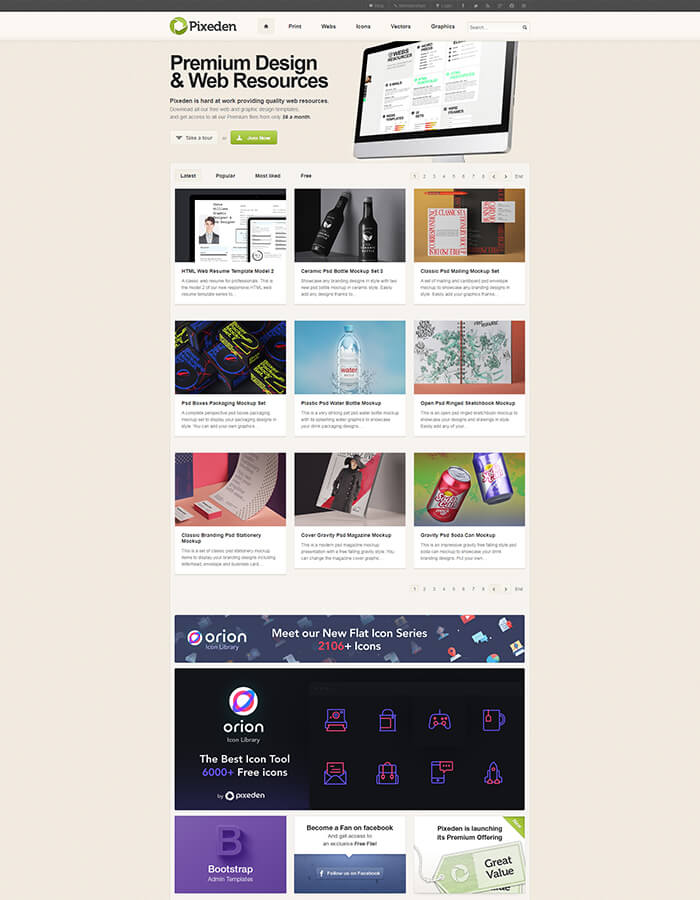 Blog
Membership
Login
Pixeden
Print
Webs
Icons
Vectors
Graphics
Search...
Premium Design
& Web Resources
Pixeden is hard at work providing quality web resources.
Download all our free web and graphic design templates,
and get access to all our Premium files from only $6 a month.
Take a tour
or
Join Now
WEBS
RESOURCES
Latest
Popular
Most liked
Free
1 2 3 4 5 6 7 8 End
HTML Web Resume Template Model 2
A classic web resume for professionals. This is
the model 2 of our new responsive HTML web
resume template series to...
Ceramic Psd Bottle Mockup Set 3
Showcase any branding designs in style with two
new psd bottle mockup in ceramic style. Easily
add any designs thanks to...
Classic Psd Mailing Mockup Set
A set of mailing and cardboard psd envelope
mockup to showcase any branding designs in
style. Easily add your graphics thanks...
Psd Boxes Packaging Mockup Set
A complete perspective psd boxes packaging
mockup set to display your packaging designs in
style. You can add your own graphics...
water
Plastic Psd Water Bottle Mockup
This is a very strong pet psd water bottle mockup
with its splashing water graphics to showcase
your drink packaging designs...
Open Psd Ringed Sketchbook Mockup
This is an open psd ringed sketchbook mockup to
showcase your designs and drawings in style.
Easily add any of your...
Classic Branding Psd Stationery
Mockup
This is a set of classic psd stationery mockup
items to display your branding designs including
letterhead, envelope and business card....
Cover Gravity Psd Magazine Mockup
This is a modern psd magazine mockup
presentation with a free falling gravity style. You
can change the magazine cover graphic...
Gravity Psd Soda Can Mockup
This is an impressive gravity free falling style psd
soda can mockup to showcase your drink
branding designs. Put your own...
1 2 3 4 5 6 7 8 End
orion
Icon Library
Meet our New Flat Icon Series
2106+ Icons
orion
Icon Library
The Best Icon Tool
6000+ Free icons
by pixeden
B
Bootstrap
Admin Templates
Become a Fan on facebook
And get access to
an exclusive Free File!
f Follow us on Facebook
Pixeden is launching
its Premium Offering
New
Great
Value